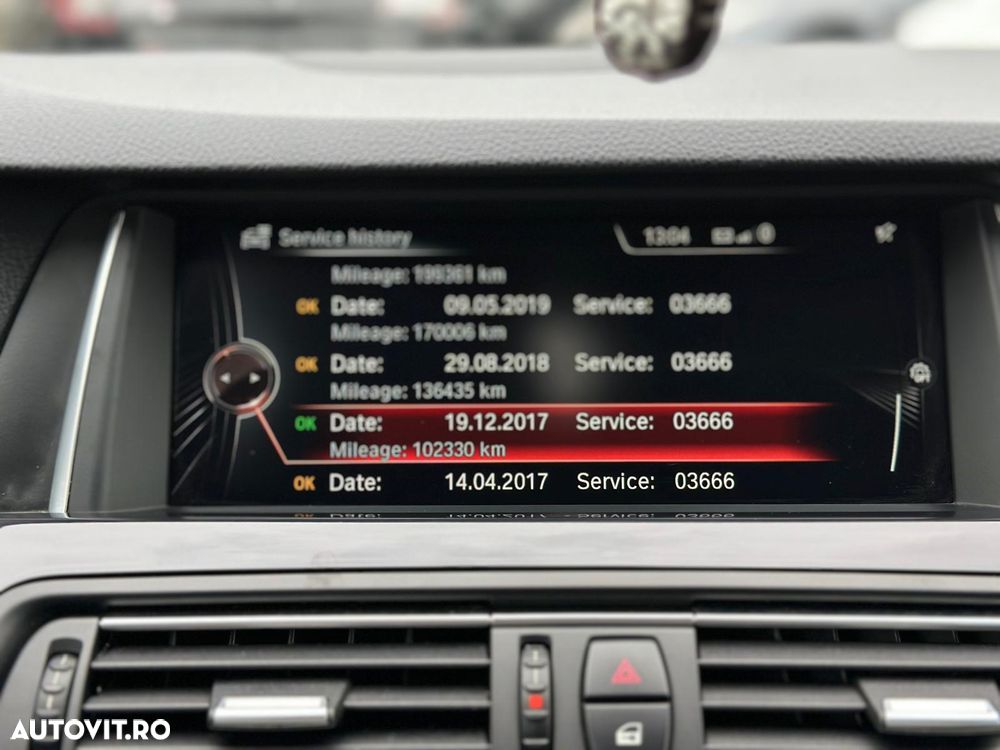 Service history 13:04
Mileage: 199361 km
OK Date: 09.05.2019 Service: 03666
Mileage: 170006 km
OK Date: 29.08.2018 Service: 03666
Mileage: 136435 km
OK Date: 19.12.2017 Service: 03666
Mileage: 102330 km
OK Date: 14.04.2017 Service: 03666
AUTOVIT.RO